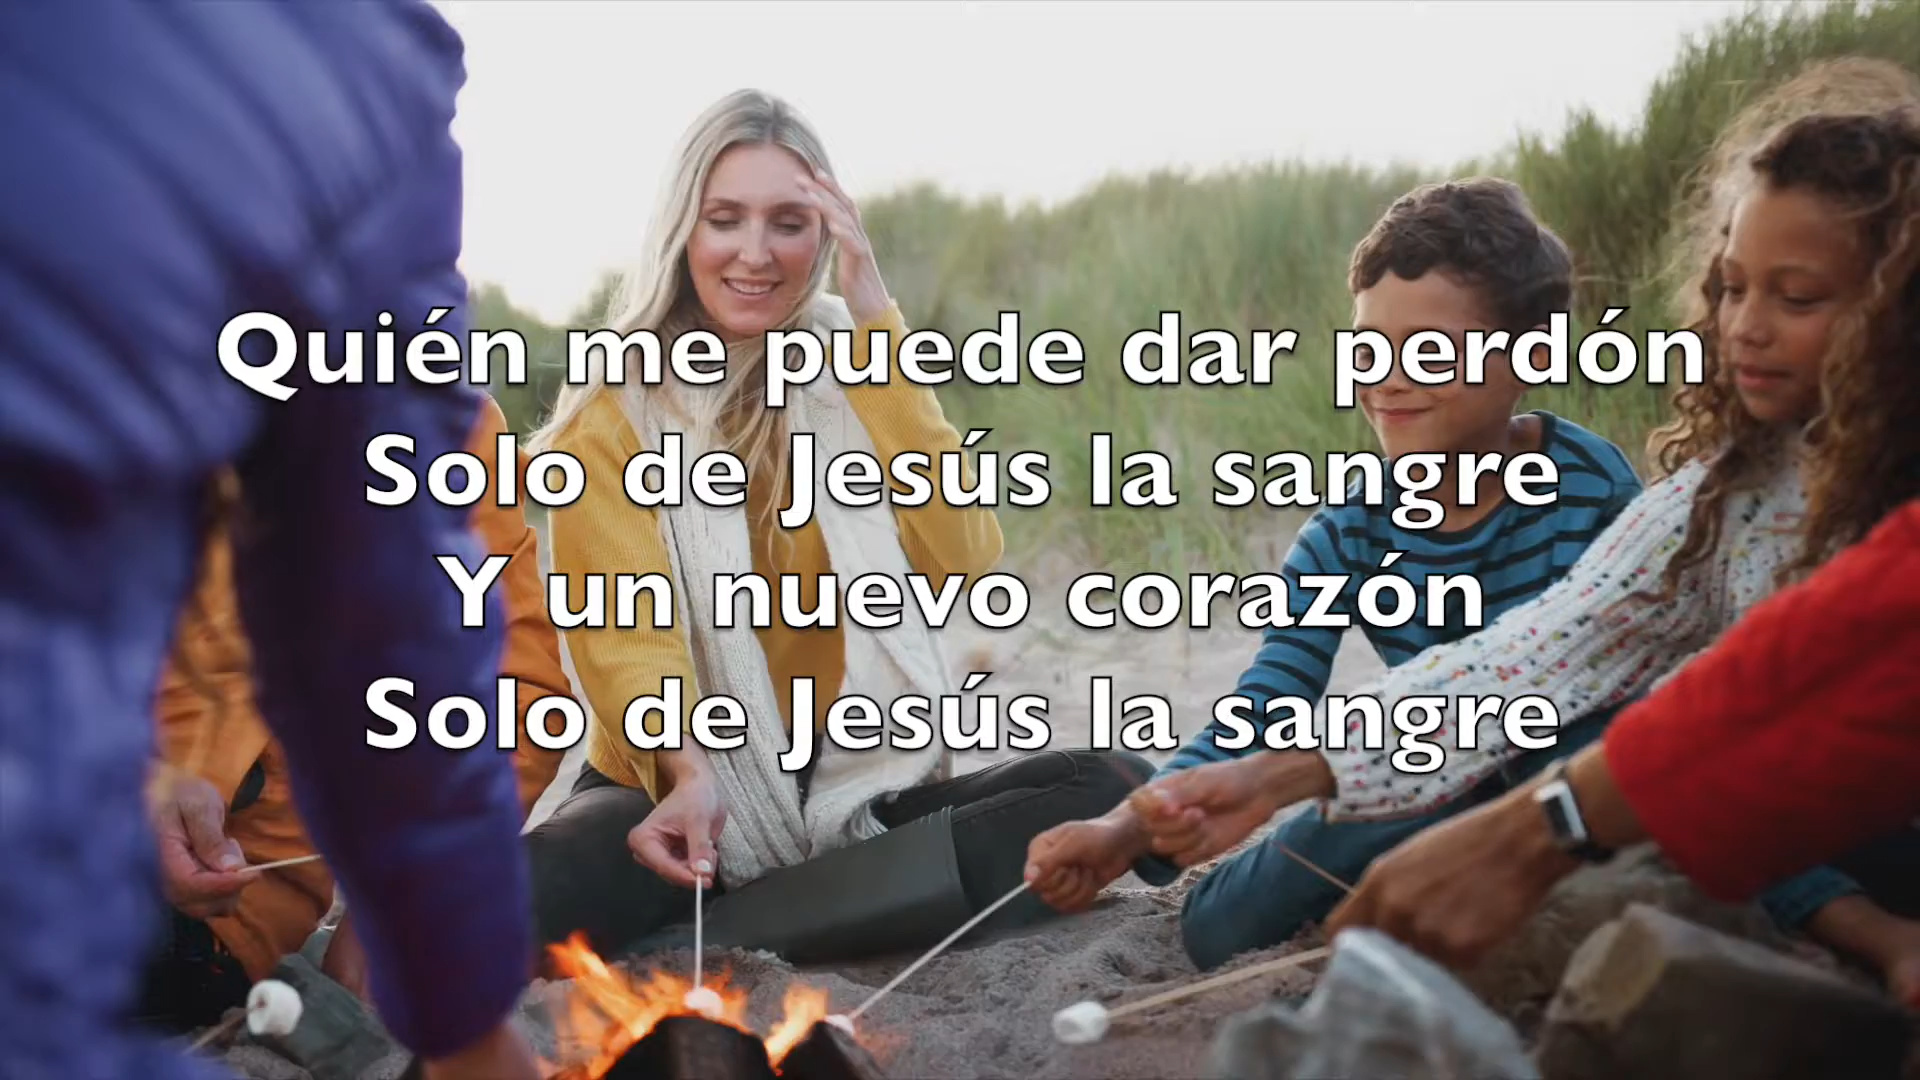 Quién me puede dar perdón
Solo de Jesús la sangre
Y un nuevo corazón
Solo de Jesús la sangre